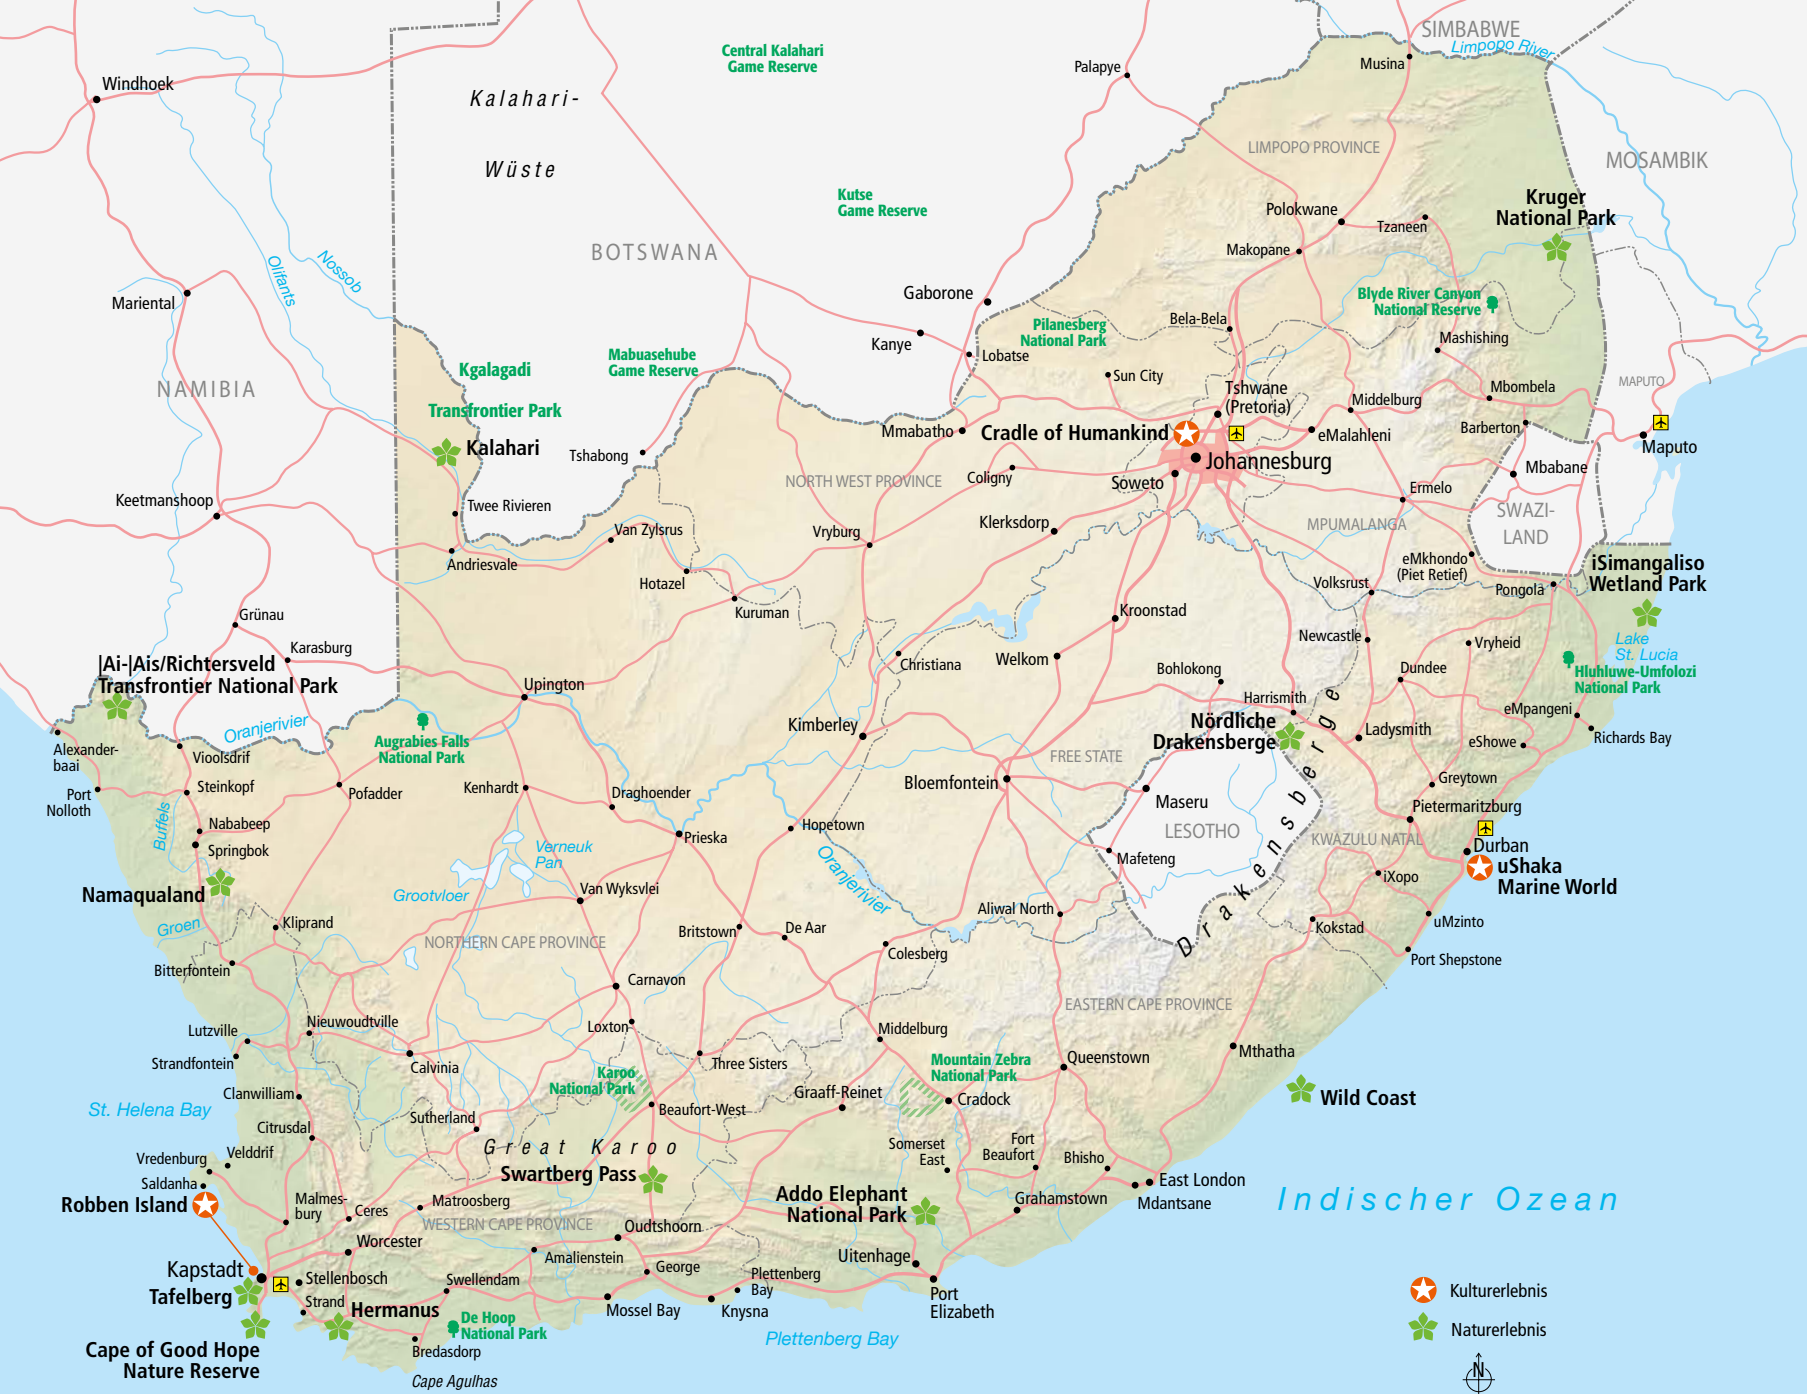 SIMBABWE
Limpopo River
Central Kalahari
Game Reserve
Palapye
Musina
Windhoek
Kalahari-
Wüste
LIMPOPO PROVINCE
MOSAMBIK
Kutse
Game Reserve
Kruger
National Park
Polokwane
Tzaneen
Makopane
BOTSWANA
Nossob
Olifants
Mariental
Gaborone
Blyde River Canyon
National Reserve
Pilanesberg
National Park
Bela-Bela
Kanye
Lobatse
Mashishing
Mabuasehube
Game Reserve
Kgalagadi
Transfrontier Park
Kalahari
NAMIBIA
Sun City
Tshwane
(Pretoria)
Middelburg
Mbombela
MAPUTO
Mmabatho
Cradle of Humankind
eMalahleni
Barberton
Maputo
Tshabong
Johannesburg
Mbabane
NORTH WEST PROVINCE
Coligny
Soweto
Ermelo
Keetmanshoop
Twee Rivieren
SWAZI-
LAND
Van Zylsrus
Vryburg
Klerksdorp
MPUMALANGA
Andriesvale
Hotazel
eMkhondo
(Piet Retief)
iSimangaliso
Wetland Park
Volksrust
Pongola
Grünau
Kuruman
Kroonstad
Karasburg
Newcastle
Vryheid
Lake
St. Lucia
|Ai-|Ais/Richtersveld
Transfrontier National Park
Christiana
Welkom
Bohlokong
Dundee
Hluhluwe-Umfolozi
National Park
Upington
Harrismith
Oranjerivier
Kimberley
Nördliche
Drakensberge
Ladysmith
eMpangeni
Richards Bay
eShowe
Alexander-
baai
Vioolsdrif
Augrabies Falls
National Park
FREE STATE
Drakensberge
Port
Nolloth
Steinkopf
Pofadder
Kenhardt
Draghoender
Bloemfontein
Maseru
Greytown
Pietermaritzburg
Buffels
Nababeep
Springbok
Prieska
Hopetown
LESOTHO
KWAZULU NATAL
Durban
Verneuk
Pan
Mafeteng
uShaka
Marine World
Oranjerivier
Namaqualand
Grootvloer
Van Wyksvlei
iXopo
Groen
Kliprand
Aliwal North
uMzinto
Kokstad
NORTHERN CAPE PROVINCE
Britstown
De Aar
Colesberg
Port Shepstone
Bitterfontein
Carnavon
EASTERN CAPE PROVINCE
Lutzville
Nieuwoudtville
Loxton
Middelburg
Strandfontein
Calvinia
Three Sisters
Queenstown
Mthatha
Karoo
National Park
Mountain Zebra
National Park
Clanwilliam
Graaff-Reinet
Cradock
Wild Coast
St. Helena Bay
Beaufort-West
Citrusdal
Sutherland
Great Karoo
Somerset
East
Fort
Beaufort
Bhisho
Vredenburg
Velddrif
Swartberg Pass
Saldanha
East London
Mdantsane
Robben Island
Malmes-
bury
Ceres
Matroosberg
Addo Elephant
National Park
Grahamstown
Indischer Ozean
WESTERN CAPE PROVINCE
Oudtshoorn
Worcester
Amalienstein
Uitenhage
Kapstadt
Tafelberg
Stellenbosch
Swellendam
George
Plettenberg
Bay
Kulturerlebnis
Strand
Hermanus
Mossel Bay
Knysna
Port
Elizabeth
De Hoop
National Park
Naturerlebnis
Cape of Good Hope
Nature Reserve
Bredasdorp
Plettenberg Bay
Cape Agulhas
N